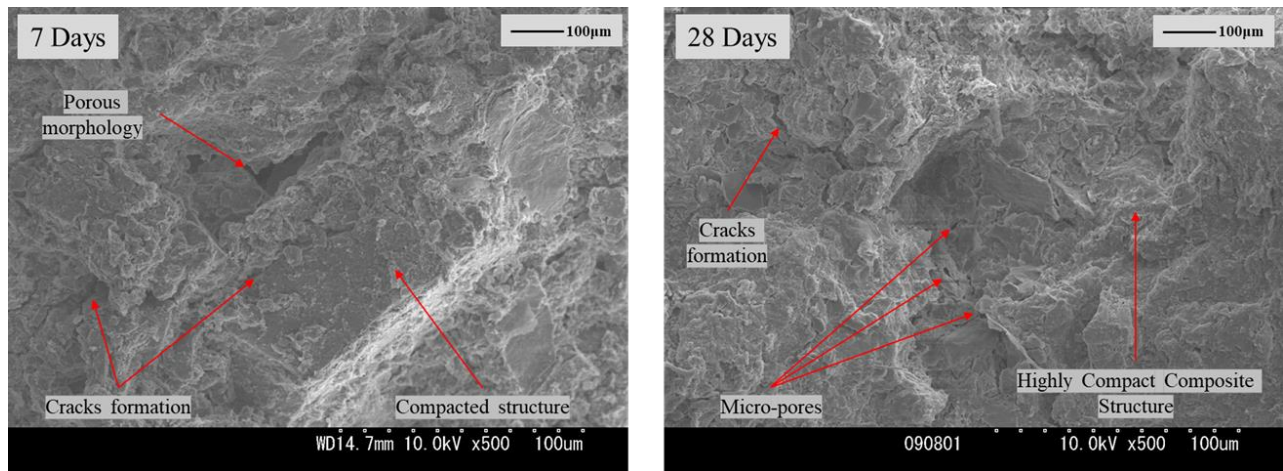 7 Days
100μm
Porous
morphology
Cracks formation
Compacted structure
WD14.7mm 10.0kV x500 100um
28 Days
100μm
Cracks
formation
Micro-pores
Highly Compact Composite
Structure
090801 10.0kV x500 100um